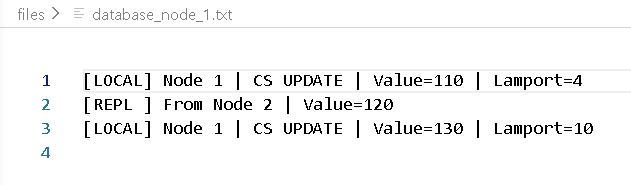 files > database_node_1.txt
1 [LOCAL] Node 1 | CS UPDATE | Value=110 | Lamport=4
2 [REPL ] From Node 2 | Value=120
3 [LOCAL] Node 1 | CS UPDATE | Value=130 | Lamport=10
4